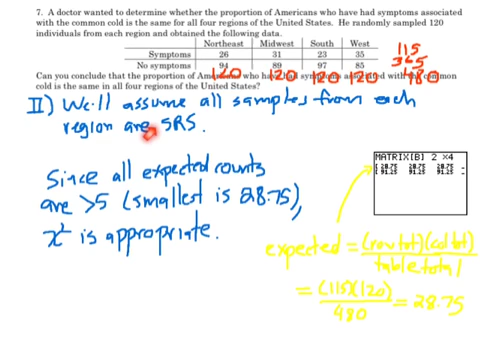 7. A doctor wanted to determine whether the proportion of Americans who have had symptoms associated
with the common cold is the same for all four regions of the United States. He randomly sampled 120
individuals from each region and obtained the following data.
Northeast Midwest South West
Symptoms 26 31 23 35 115
No symptoms 94 89 97 85 365
120 120 120 120 480
Can you conclude that the proportion of Americans who have had symptoms associated with the common
cold is the same in all four regions of the United States?
II) We'll assume all samples from each
region are SRS.
Since all expected counts
are >5 (smallest is 28.75),
x² is appropriate.
MATRIX[B] 2 ×4
[ 28.75 28.75 28.75 …
[ 91.25 91.25 91.25 …
expected = (row tot)(col tot)
table total
= (115)(120)
480
= 28.75